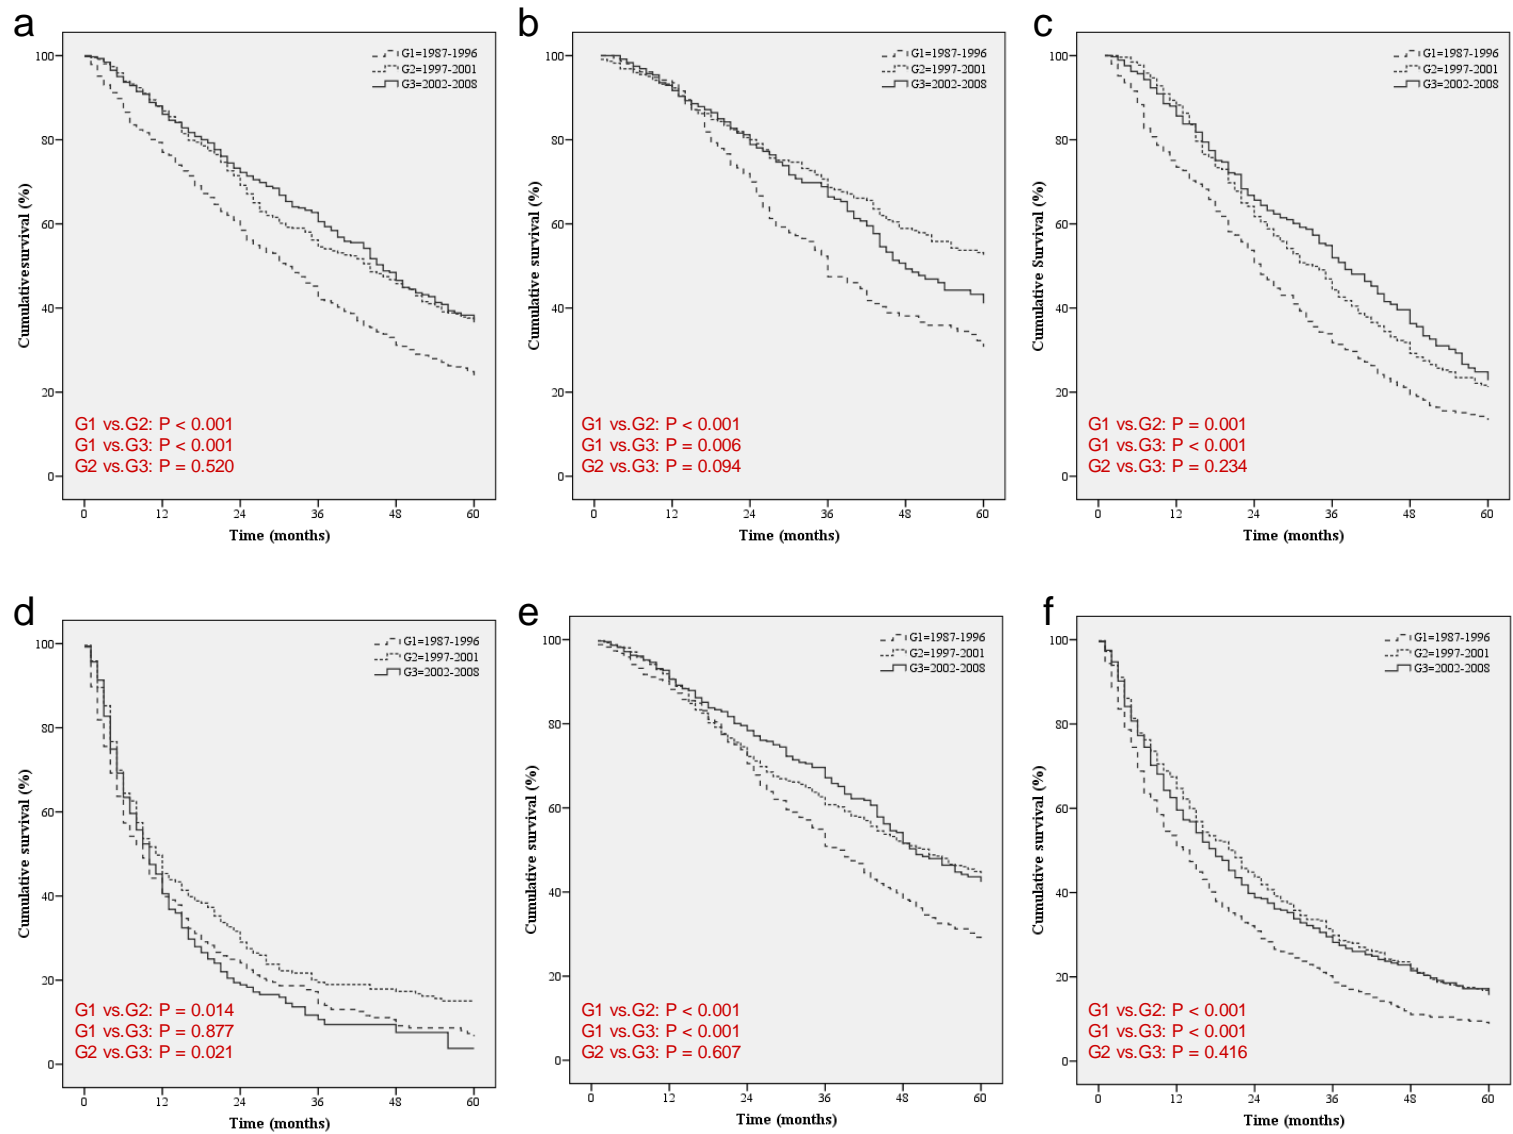 a
G1=1987-1996
G2=1997-2001
G3=2002-2008
100
80
60
40
20
0
Cumulativesurvival (%)
G1 vs.G2: P < 0.001
G1 vs.G3: P < 0.001
G2 vs.G3: P = 0.520
0 12 24 36 48 60
Time (months)
b
G1=1987-1996
G2=1997-2001
G3=2002-2008
100
80
60
40
20
0
Cumulative survival (%)
G1 vs.G2: P < 0.001
G1 vs.G3: P = 0.006
G2 vs.G3: P = 0.094
0 12 24 36 48 60
Time (months)
c
G1=1987-1996
G2=1997-2001
G3=2002-2008
100
80
60
40
20
0
Cumulative Survival (%)
G1 vs.G2: P = 0.001
G1 vs.G3: P < 0.001
G2 vs.G3: P = 0.234
0 12 24 36 48 60
Time (months)
d
G1=1987-1996
G2=1997-2001
G3=2002-2008
100
80
60
40
20
0
Cumulative survival (%)
G1 vs.G2: P = 0.014
G1 vs.G3: P = 0.877
G2 vs.G3: P = 0.021
0 12 24 36 48 60
Time (months)
e
G1=1987-1996
G2=1997-2001
G3=2002-2008
100
80
60
40
20
0
Cumulative survival (%)
G1 vs.G2: P < 0.001
G1 vs.G3: P < 0.001
G2 vs.G3: P = 0.607
0 12 24 36 48 60
Time (months)
f
G1=1987-1996
G2=1997-2001
G3=2002-2008
100
80
60
40
20
0
Cumulative survival (%)
G1 vs.G2: P < 0.001
G1 vs.G3: P < 0.001
G2 vs.G3: P = 0.416
0 12 24 36 48 60
Time (months)